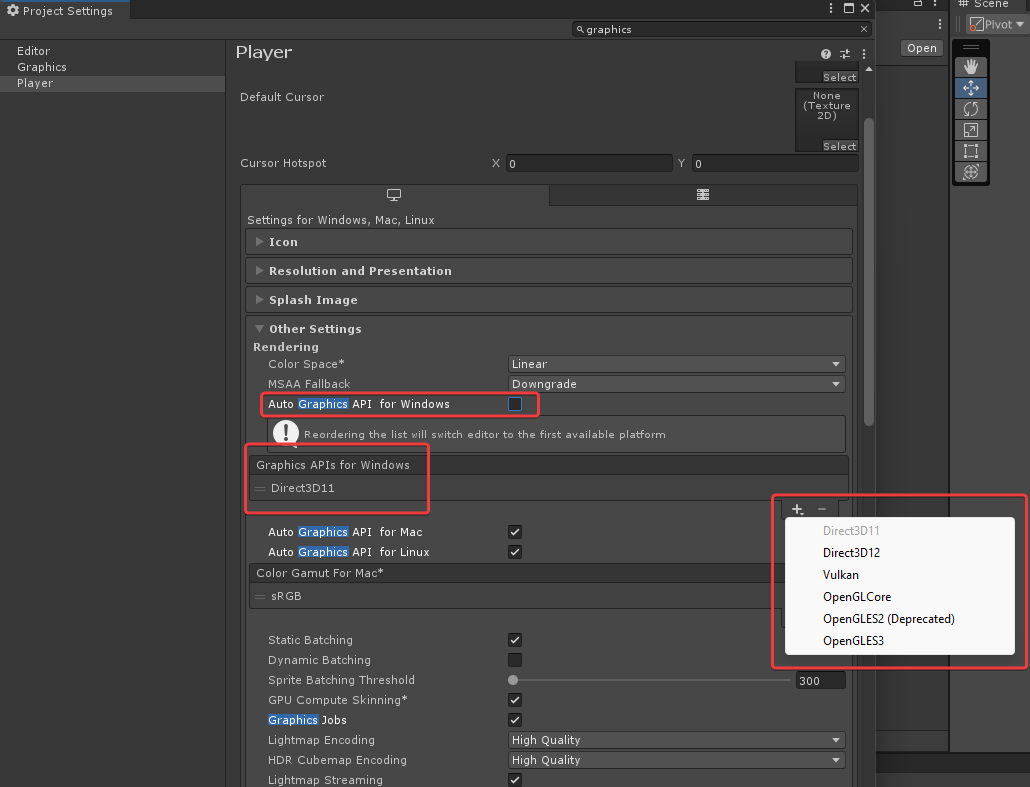 Project Settings
graphics
Editor
Graphics
Player
Player
Select
Default Cursor
None
(Texture
2D)
Select
Cursor Hotspot X 0 Y 0
Settings for Windows, Mac, Linux
Icon
Resolution and Presentation
Splash Image
Other Settings
Rendering
Color Space* Linear
MSAA Fallback Downgrade
Auto Graphics API for Windows
Reordering the list will switch editor to the first available platform
Graphics APIs for Windows
Direct3D11
Auto Graphics API for Mac
Auto Graphics API for Linux
Color Gamut For Mac*
sRGB
Static Batching
Dynamic Batching
Sprite Batching Threshold 300
GPU Compute Skinning*
Graphics Jobs
Lightmap Encoding High Quality
HDR Cubemap Encoding High Quality
Lightmap Streaming
Direct3D11
Direct3D12
Vulkan
OpenGLCore
OpenGLES2 (Deprecated)
OpenGLES3
Open
Scene
Pivot